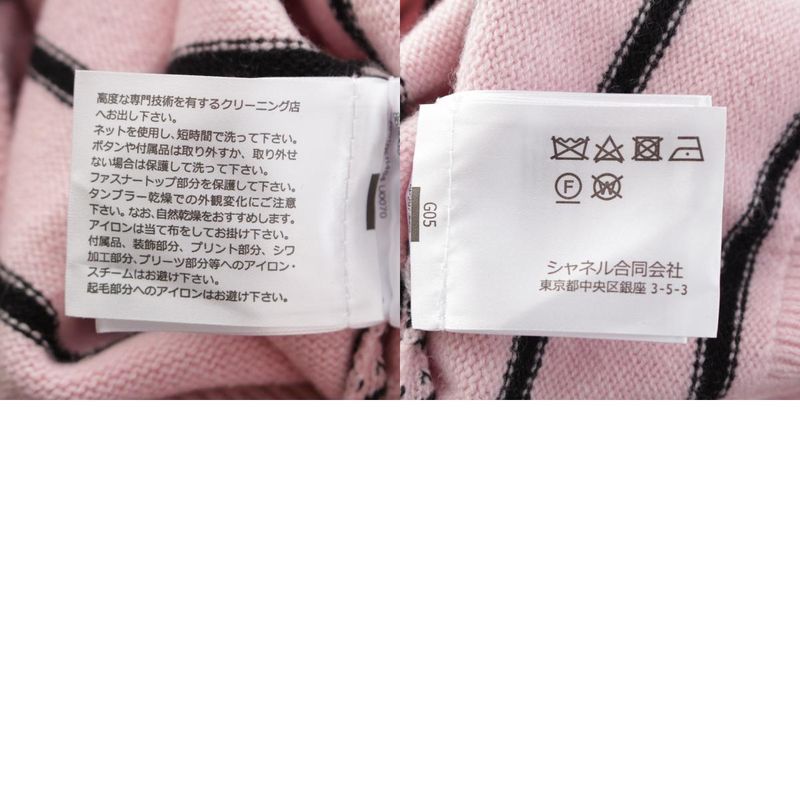 高度な専門技術を有するクリーニング店
へお出し下さい。
ネットを使用し、短時間で洗って下さい。
ボタンや付属品は取り外すか、取り外せ
ない場合は保護して洗って下さい。
ファスナートップ部分を保護して下さい。
タンブラー乾燥での外観変化にご注意
下さい。なお、自然乾燥をおすすめします。
アイロンは当て布をしてお掛け下さい。
付属品、装飾部分、プリント部分、シワ
加工部分、プリーツ部分等へのアイロン・
スチームはお避け下さい。
起毛部分へのアイロンはお避け下さい。
U0070
G05
F
W
シャネル合同会社
東京都中央区銀座 3-5-3